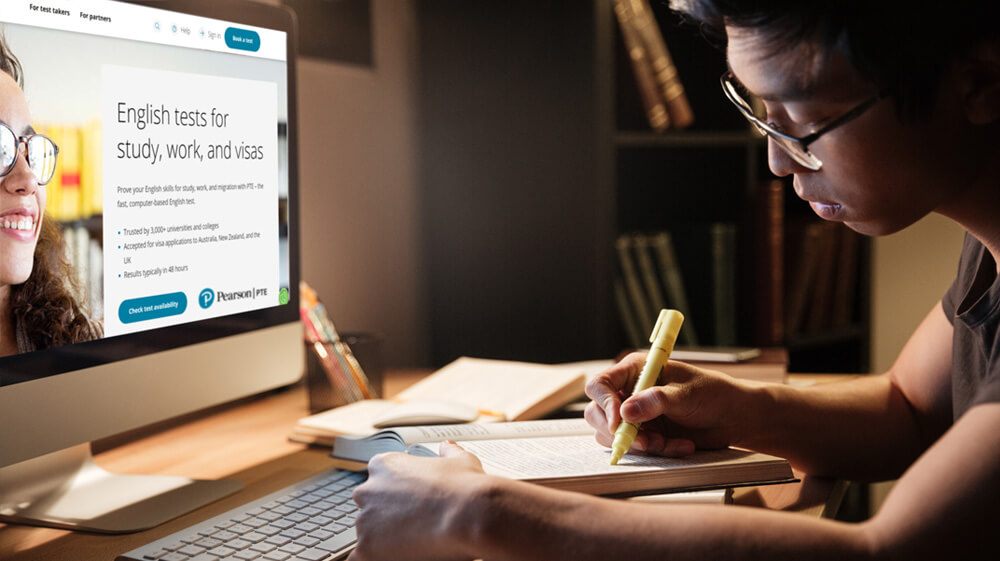 For test takers For partners
Help Sign in Book a test
English tests for
study, work, and visas
Prove your English skills for study, work, and migration with PTE – the
fast, computer-based English test.
• Trusted by 3,000+ universities and colleges
• Accepted for visa applications to Australia, New Zealand, and the
UK
• Results typically in 48 hours
Check test availability
P Pearson | PTE